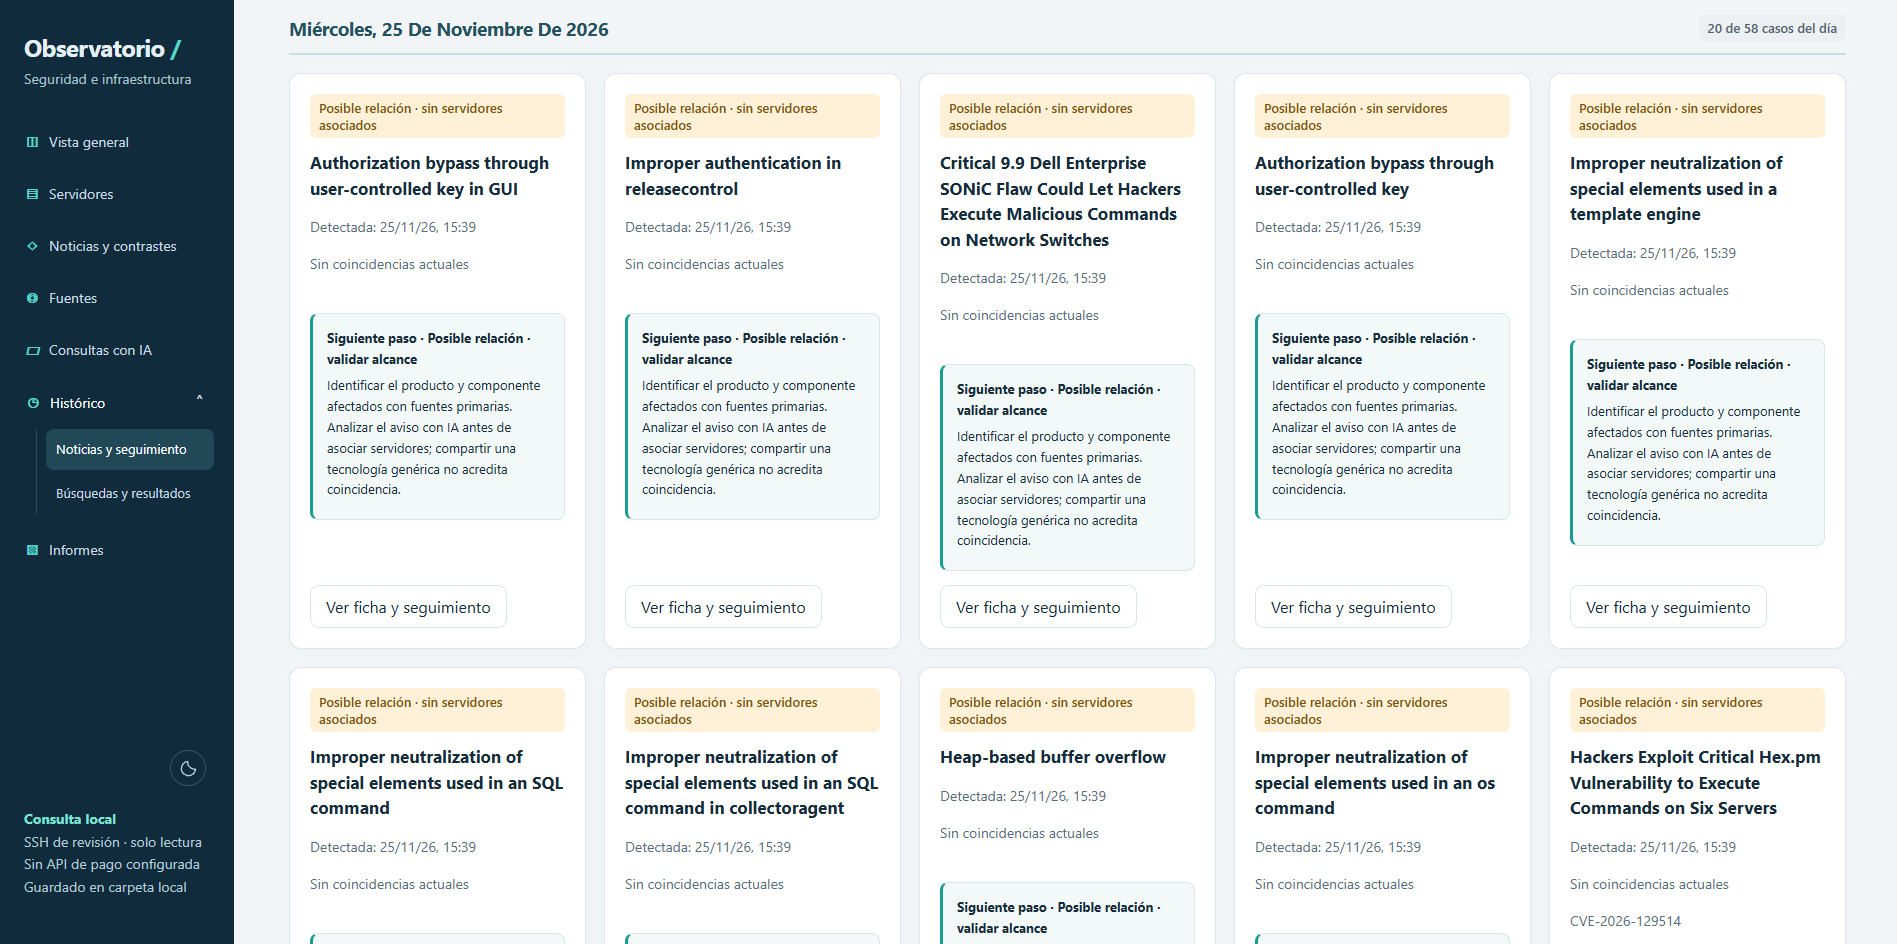 Observatorio /
Seguridad e infraestructura
Vista general
Servidores
Noticias y contrastes
Fuentes
Consultas con IA
Histórico
Noticias y seguimiento
Búsquedas y resultados
Informes
Consulta local
SSH de revisión · solo lectura
Sin API de pago configurada
Guardado en carpeta local
Miércoles, 25 De Noviembre De 2026
20 de 58 casos del día
Posible relación · sin servidores
asociados
Authorization bypass through
user-controlled key in GUI
Detectada: 25/11/26, 15:39
Sin coincidencias actuales
Siguiente paso · Posible relación ·
validar alcance
Identificar el producto y componente
afectados con fuentes primarias.
Analizar el aviso con IA antes de
asociar servidores; compartir una
tecnología genérica no acredita
coincidencia.
Ver ficha y seguimiento
Posible relación · sin servidores
asociados
Improper authentication in
releasecontrol
Detectada: 25/11/26, 15:39
Sin coincidencias actuales
Siguiente paso · Posible relación ·
validar alcance
Identificar el producto y componente
afectados con fuentes primarias.
Analizar el aviso con IA antes de
asociar servidores; compartir una
tecnología genérica no acredita
coincidencia.
Ver ficha y seguimiento
Posible relación · sin servidores
asociados
Critical 9.9 Dell Enterprise
SONiC Flaw Could Let Hackers
Execute Malicious Commands
on Network Switches
Detectada: 25/11/26, 15:39
Sin coincidencias actuales
Siguiente paso · Posible relación ·
validar alcance
Identificar el producto y componente
afectados con fuentes primarias.
Analizar el aviso con IA antes de
asociar servidores; compartir una
tecnología genérica no acredita
coincidencia.
Ver ficha y seguimiento
Posible relación · sin servidores
asociados
Authorization bypass through
user-controlled key
Detectada: 25/11/26, 15:39
Sin coincidencias actuales
Siguiente paso · Posible relación ·
validar alcance
Identificar el producto y componente
afectados con fuentes primarias.
Analizar el aviso con IA antes de
asociar servidores; compartir una
tecnología genérica no acredita
coincidencia.
Ver ficha y seguimiento
Posible relación · sin servidores
asociados
Improper neutralization of
special elements used in a
template engine
Detectada: 25/11/26, 15:39
Sin coincidencias actuales
Siguiente paso · Posible relación ·
validar alcance
Identificar el producto y componente
afectados con fuentes primarias.
Analizar el aviso con IA antes de
asociar servidores; compartir una
tecnología genérica no acredita
coincidencia.
Ver ficha y seguimiento
Posible relación · sin servidores
asociados
Improper neutralization of
special elements used in an SQL
command
Detectada: 25/11/26, 15:39
Sin coincidencias actuales
Posible relación · sin servidores
asociados
Improper neutralization of
special elements used in an SQL
command in collectoragent
Detectada: 25/11/26, 15:39
Sin coincidencias actuales
Posible relación · sin servidores
asociados
Heap-based buffer overflow
Detectada: 25/11/26, 15:39
Sin coincidencias actuales
Siguiente paso · Posible relación ·
validar alcance
Posible relación · sin servidores
asociados
Improper neutralization of
special elements used in an os
command
Detectada: 25/11/26, 15:39
Sin coincidencias actuales
Posible relación · sin servidores
asociados
Hackers Exploit Critical Hex.pm
Vulnerability to Execute
Commands on Six Servers
Detectada: 25/11/26, 15:39
Sin coincidencias actuales
CVE-2026-129514